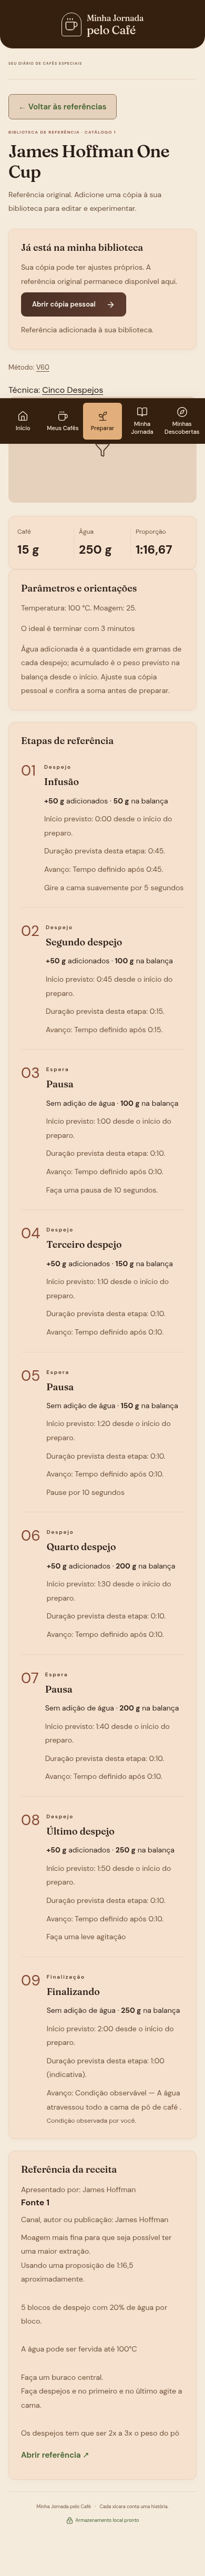 Minha Jornada
pelo Café
SEU DIÁRIO DE CAFÉS ESPECIAIS
← Voltar às referências
BIBLIOTECA DE REFERÊNCIA · CATÁLOGO 1
James Hoffman One
Cup
Referência original. Adicione uma cópia à sua
biblioteca para editar e experimentar.
Já está na minha biblioteca
Sua cópia pode ter ajustes próprios. A
referência original permanece disponível aqui.
Abrir cópia pessoal →
Referência adicionada à sua biblioteca.
Método: V60
Técnica: Cinco Despejos
Início
Meus Cafés
Preparar
Minha
Jornada
Minhas
Descobertas
Café
Água
Proporção
15 g
250 g
1:16,67
Parâmetros e orientações
Temperatura: 100 °C. Moagem: 25.
O ideal é terminar com 3 minutos
Água adicionada é a quantidade em gramas de
cada despejo; acumulado é o peso previsto na
balança desde o início. Ajuste sua cópia
pessoal e confira a soma antes de preparar.
Etapas de referência
01
Despejo
Infusão
+50 g adicionados · 50 g na balança
Início previsto: 0:00 desde o início do
preparo.
Duração prevista desta etapa: 0:45.
Avanço: Tempo definido após 0:45.
Gire a cama suavemente por 5 segundos
02
Despejo
Segundo despejo
+50 g adicionados · 100 g na balança
Início previsto: 0:45 desde o início do
preparo.
Duração prevista desta etapa: 0:15.
Avanço: Tempo definido após 0:15.
03
Espera
Pausa
Sem adição de água · 100 g na balança
Início previsto: 1:00 desde o início do
preparo.
Duração prevista desta etapa: 0:10.
Avanço: Tempo definido após 0:10.
Faça uma pausa de 10 segundos.
04
Despejo
Terceiro despejo
+50 g adicionados · 150 g na balança
Início previsto: 1:10 desde o início do
preparo.
Duração prevista desta etapa: 0:10.
Avanço: Tempo definido após 0:10.
05
Espera
Pausa
Sem adição de água · 150 g na balança
Início previsto: 1:20 desde o início do
preparo.
Duração prevista desta etapa: 0:10.
Avanço: Tempo definido após 0:10.
Pause por 10 segundos
06
Despejo
Quarto despejo
+50 g adicionados · 200 g na balança
Início previsto: 1:30 desde o início do
preparo.
Duração prevista desta etapa: 0:10.
Avanço: Tempo definido após 0:10.
07
Espera
Pausa
Sem adição de água · 200 g na balança
Início previsto: 1:40 desde o início do
preparo.
Duração prevista desta etapa: 0:10.
Avanço: Tempo definido após 0:10.
08
Despejo
Último despejo
+50 g adicionados · 250 g na balança
Início previsto: 1:50 desde o início do
preparo.
Duração prevista desta etapa: 0:10.
Avanço: Tempo definido após 0:10.
Faça uma leve agitação
09
Finalização
Finalizando
Sem adição de água · 250 g na balança
Início previsto: 2:00 desde o início do
preparo.
Duração prevista desta etapa: 1:00
(indicativa).
Avanço: Condição observável — A água
atravessou todo a cama de pó de café .
Condição observada por você.
Referência da receita
Apresentado por: James Hoffman
Fonte 1
Canal, autor ou publicação: James Hoffman
Moagem mais fina para que seja possível ter
uma maior extração.
Usando uma proposição de 1:16,5
aproximadamente.
5 blocos de despejo com 20% de água por
bloco.
A água pode ser fervida até 100°C
Faça um buraco central.
Faça despejos e no primeiro e no último agite a
cama.
Os despejos tem que ser 2x a 3x o peso do pó
Abrir referência ↗
Minha Jornada pelo Café · Cada xícara conta uma história.
Armazenamento local pronto